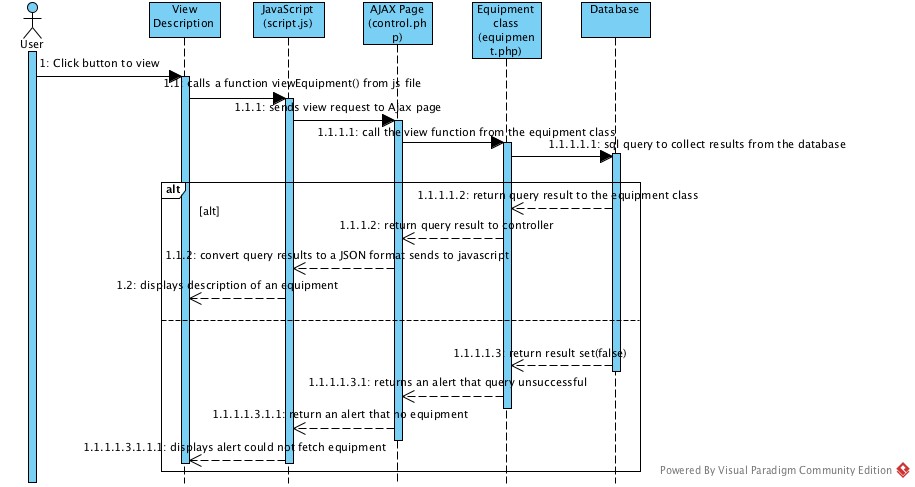 View
Description
JavaScript
(script.js)
AJAX Page
(control.ph
p)
Equipment
class
(equipmen
t.php)
Database
User
1: Click button to view
1.1: calls a function viewEquipment() from js file
1.1.1: sends view request to Ajax page
1.1.1.1: call the view function from the equipment class
1.1.1.1.1: sql query to collect results from the database
alt
[alt]
1.1.1.1.2: return query result to the equipment class
1.1.1.2: return query result to controller
1.1.2: convert query results to a JSON format sends to javascript
1.2: displays description of an equipment
1.1.1.1.3: return result set(false)
1.1.1.1.3.1: returns an alert that query unsuccessful
1.1.1.1.3.1.1: return an alert that no equipment
1.1.1.1.3.1.1.1: displays alert could not fetch equipment
Powered By Visual Paradigm Community Edition